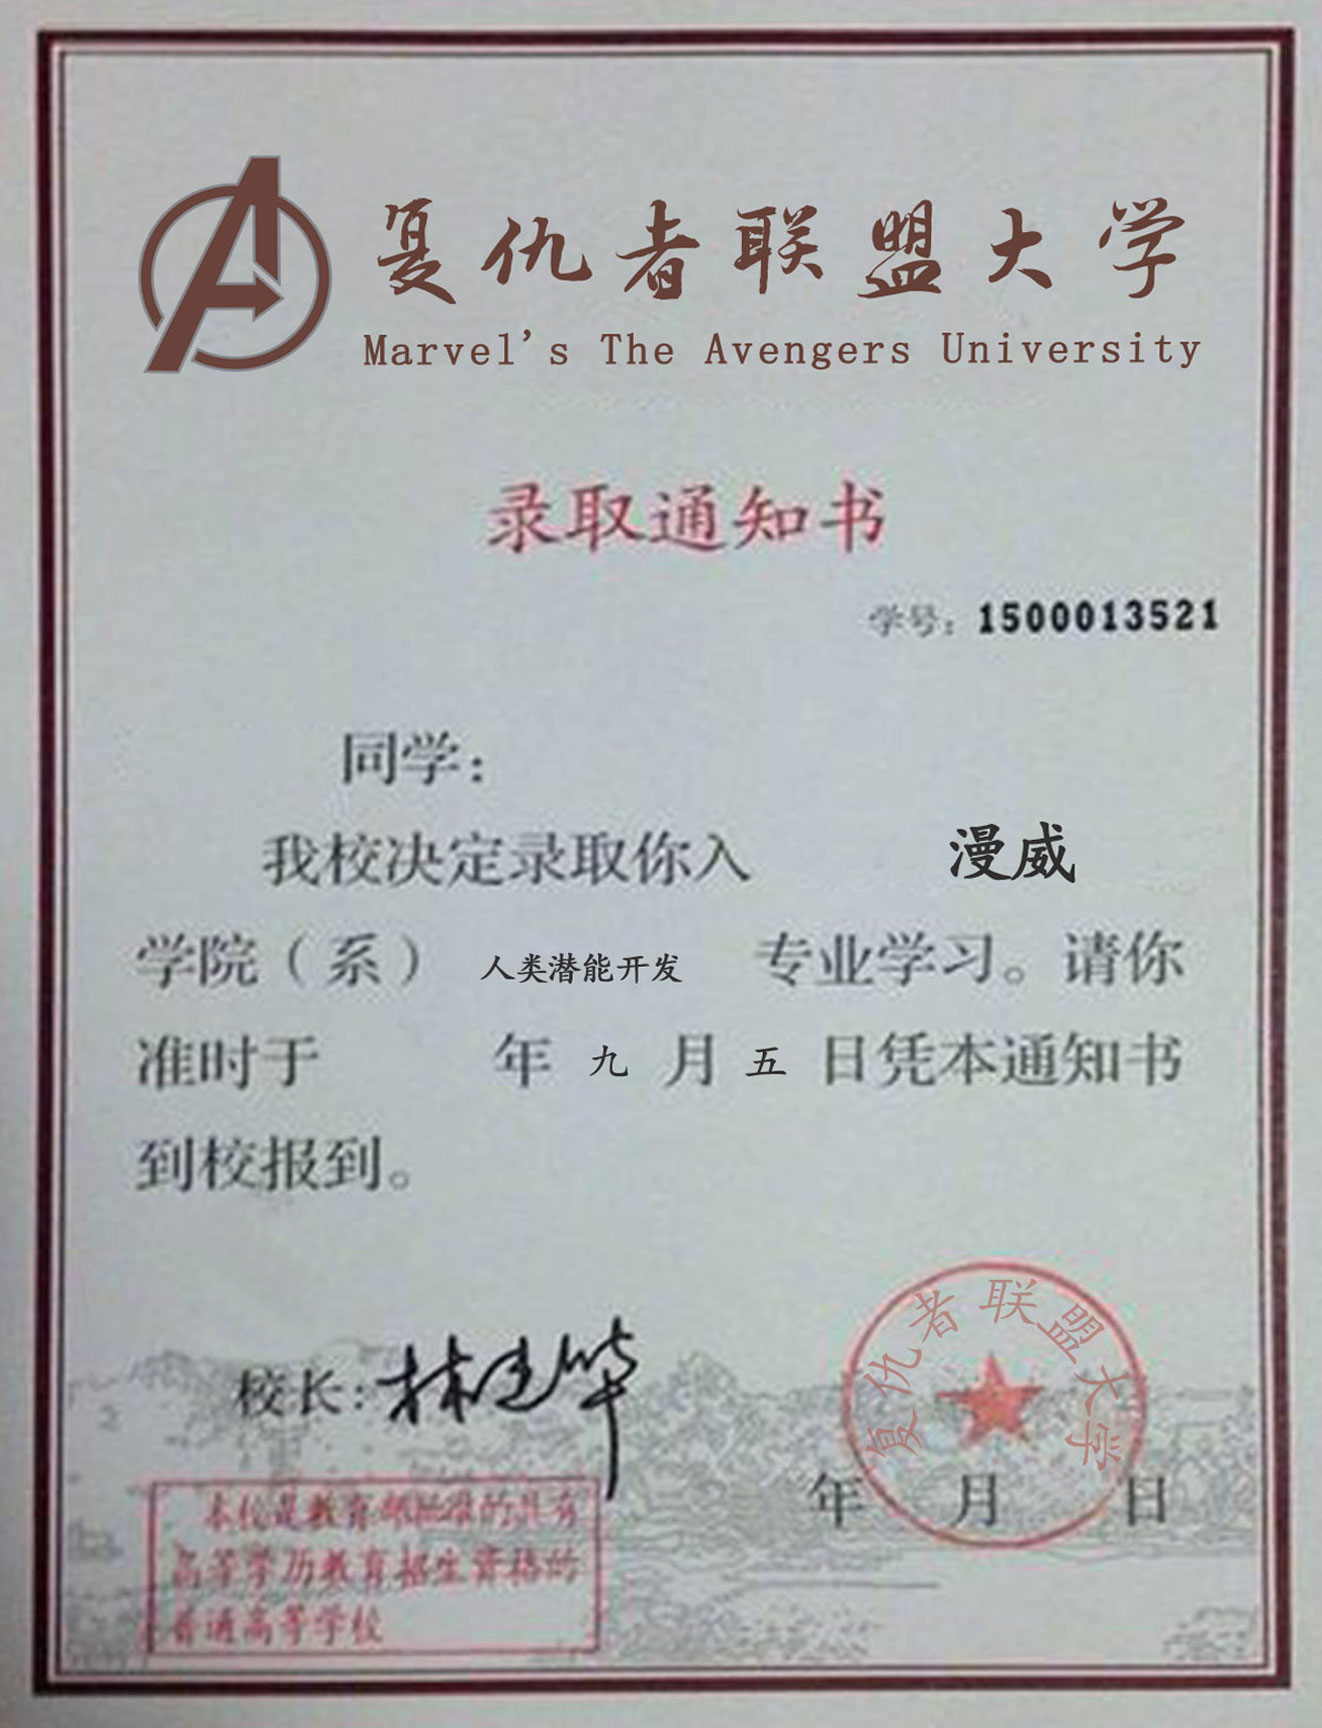 复仇者联盟大学
Marvel's The Avengers University
录取通知书
学号：1500013521
同学：
我校决定录取你入 漫威
学院（系） 人类潜能开发 专业学习。请你
准时于 年 九 月 五 日凭本通知书
到校报到。
校长：林建华
复仇者联盟大学
年 月 日
本校是教育部批准的具有
高等学历教育招生资格的
普通高等学校